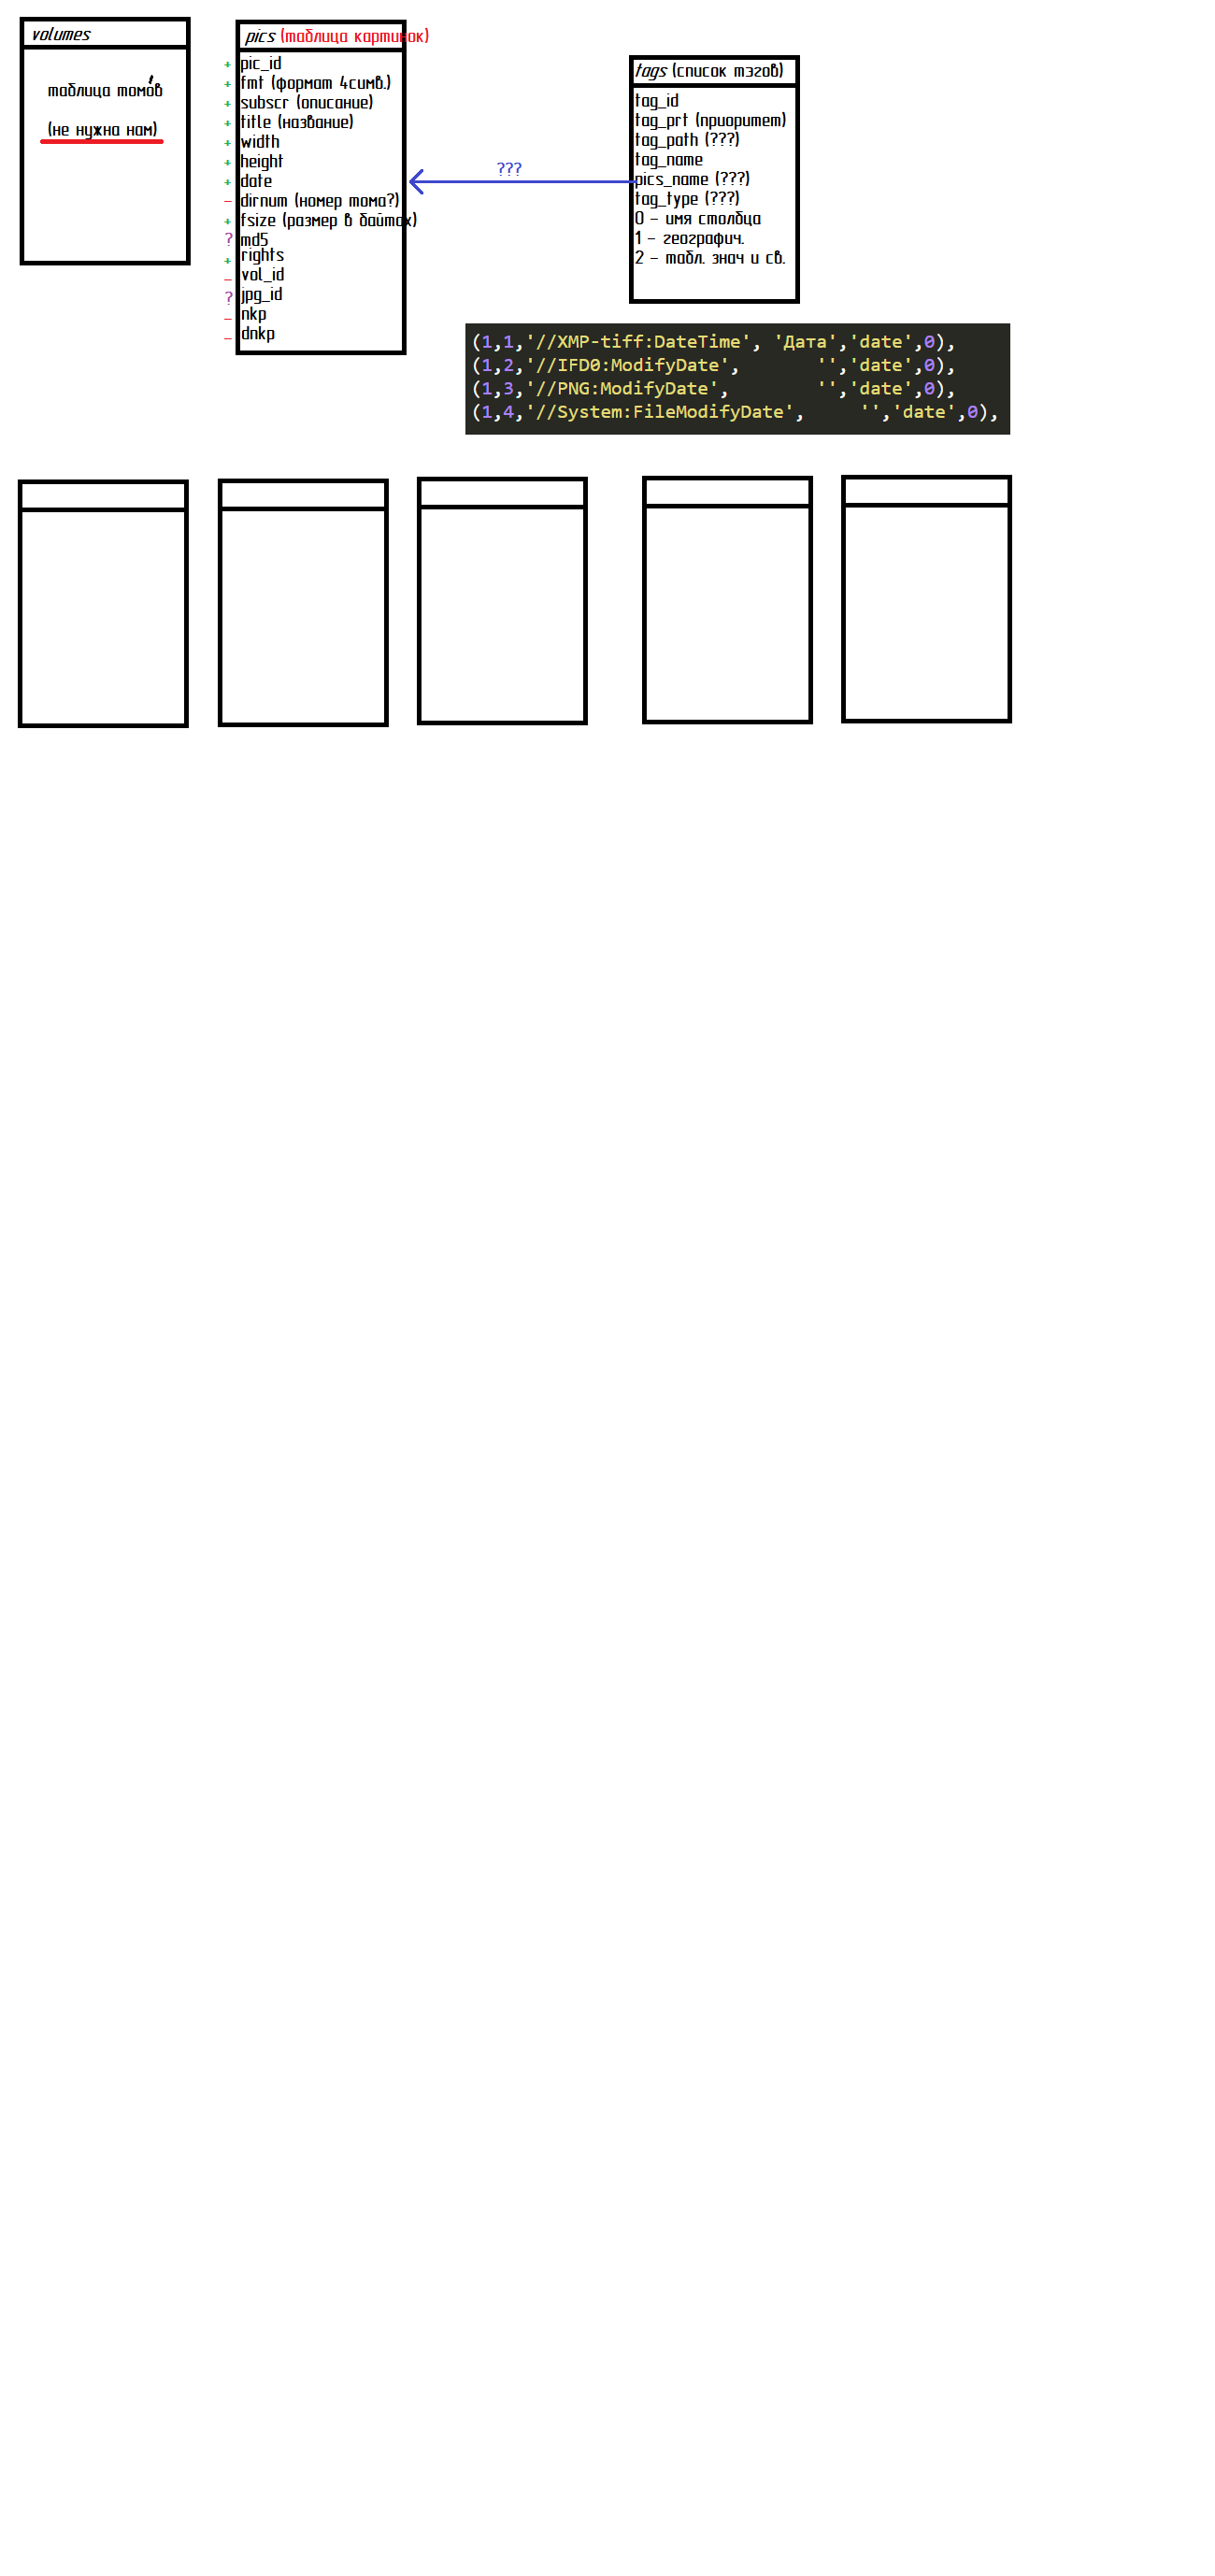 volumes
таблица томо́в
(не нужна нам)
pics (таблица картинок)
+ pic_id
+ fmt (формат 4симв.)
+ subscr (описание)
+ title (название)
+ width
+ height
+ date
- dirnum (номер тома?)
+ fsize (размер в байтах)
? md5
+ rights
- vol_id
? jpg_id
- nkp
- dnkp
???
tags (список тэгов)
tag_id
tag_prt (приоритет)
tag_path (???)
tag_name
pics_name (???)
tag_type (???)
0 - имя столбца
1 - географич.
2 - табл. знач и св.
(1,1,'//XMP-tiff:DateTime', 'Дата','date',0),
(1,2,'//IFD0:ModifyDate', '','date',0),
(1,3,'//PNG:ModifyDate', '','date',0),
(1,4,'//System:FileModifyDate', '','date',0),